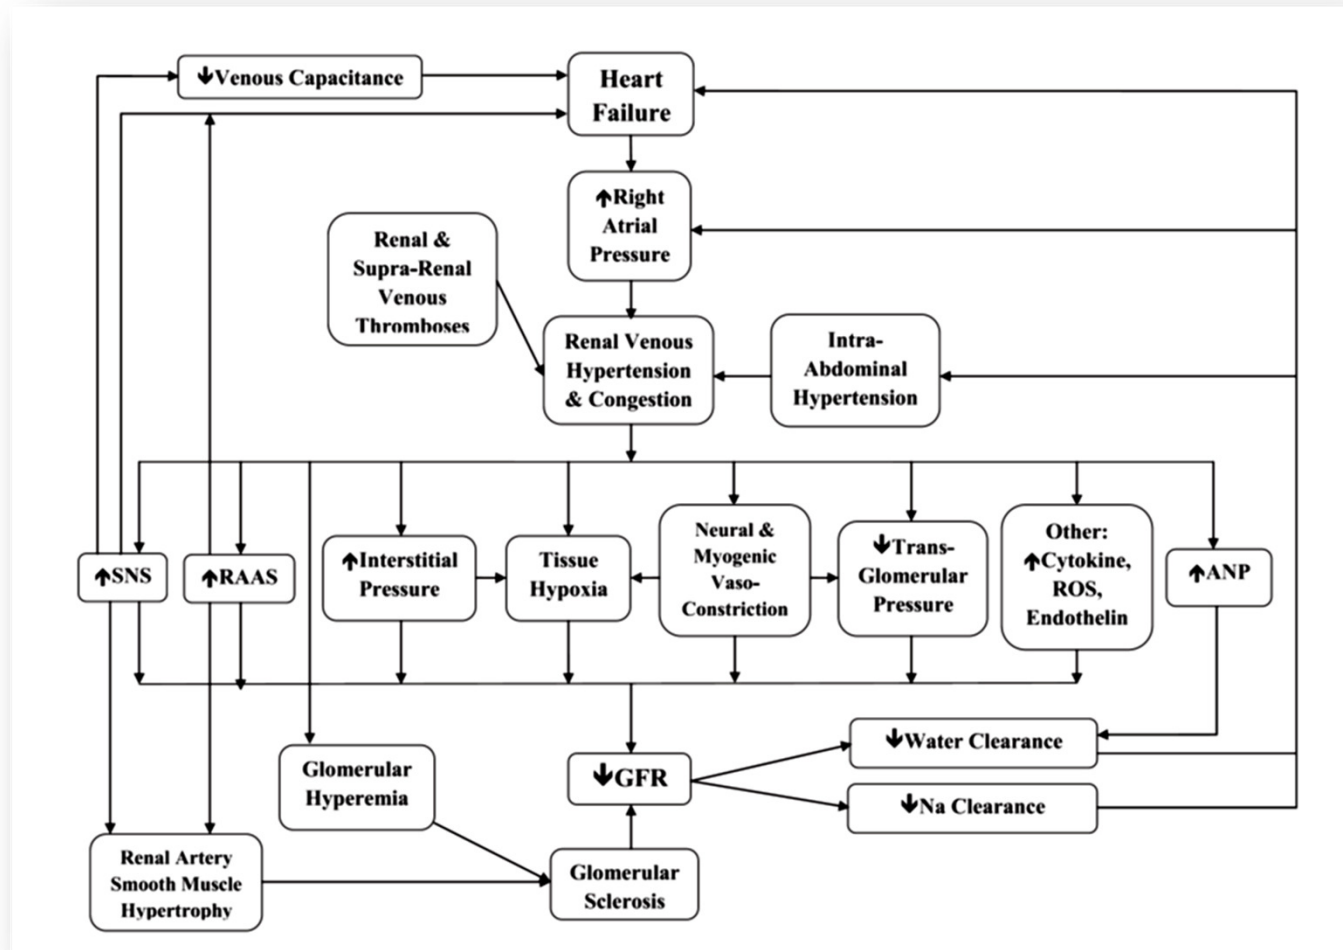 ↓Venous Capacitance
Heart
Failure
↑Right
Atrial
Pressure
Renal &
Supra-Renal
Venous
Thromboses
Renal Venous
Hypertension
& Congestion
Intra-
Abdominal
Hypertension
↑SNS
↑RAAS
↑Interstitial
Pressure
Tissue
Hypoxia
Neural &
Myogenic
Vaso-
Constriction
↓Trans-
Glomerular
Pressure
Other:
↑Cytokine,
ROS,
Endothelin
↑ANP
Glomerular
Hyperemia
↓GFR
↓Water Clearance
↓Na Clearance
Renal Artery
Smooth Muscle
Hypertrophy
Glomerular
Sclerosis